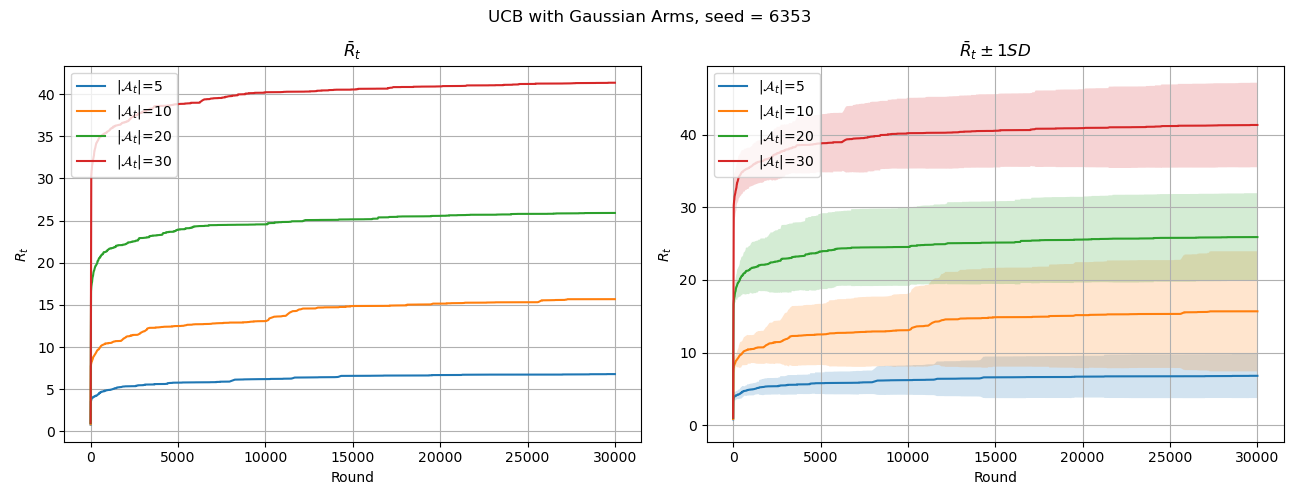 UCB with Gaussian Arms, seed = 6353
R̄ₜ
R̄ₜ ± 1SD
|𝒜ₜ|=5
|𝒜ₜ|=10
|𝒜ₜ|=20
|𝒜ₜ|=30
|𝒜ₜ|=5
|𝒜ₜ|=10
|𝒜ₜ|=20
|𝒜ₜ|=30
Rₜ
40
35
30
25
20
15
10
5
0
0 5000 10000 15000 20000 25000 30000
Round
Rₜ
40
30
20
10
0
0 5000 10000 15000 20000 25000 30000
Round